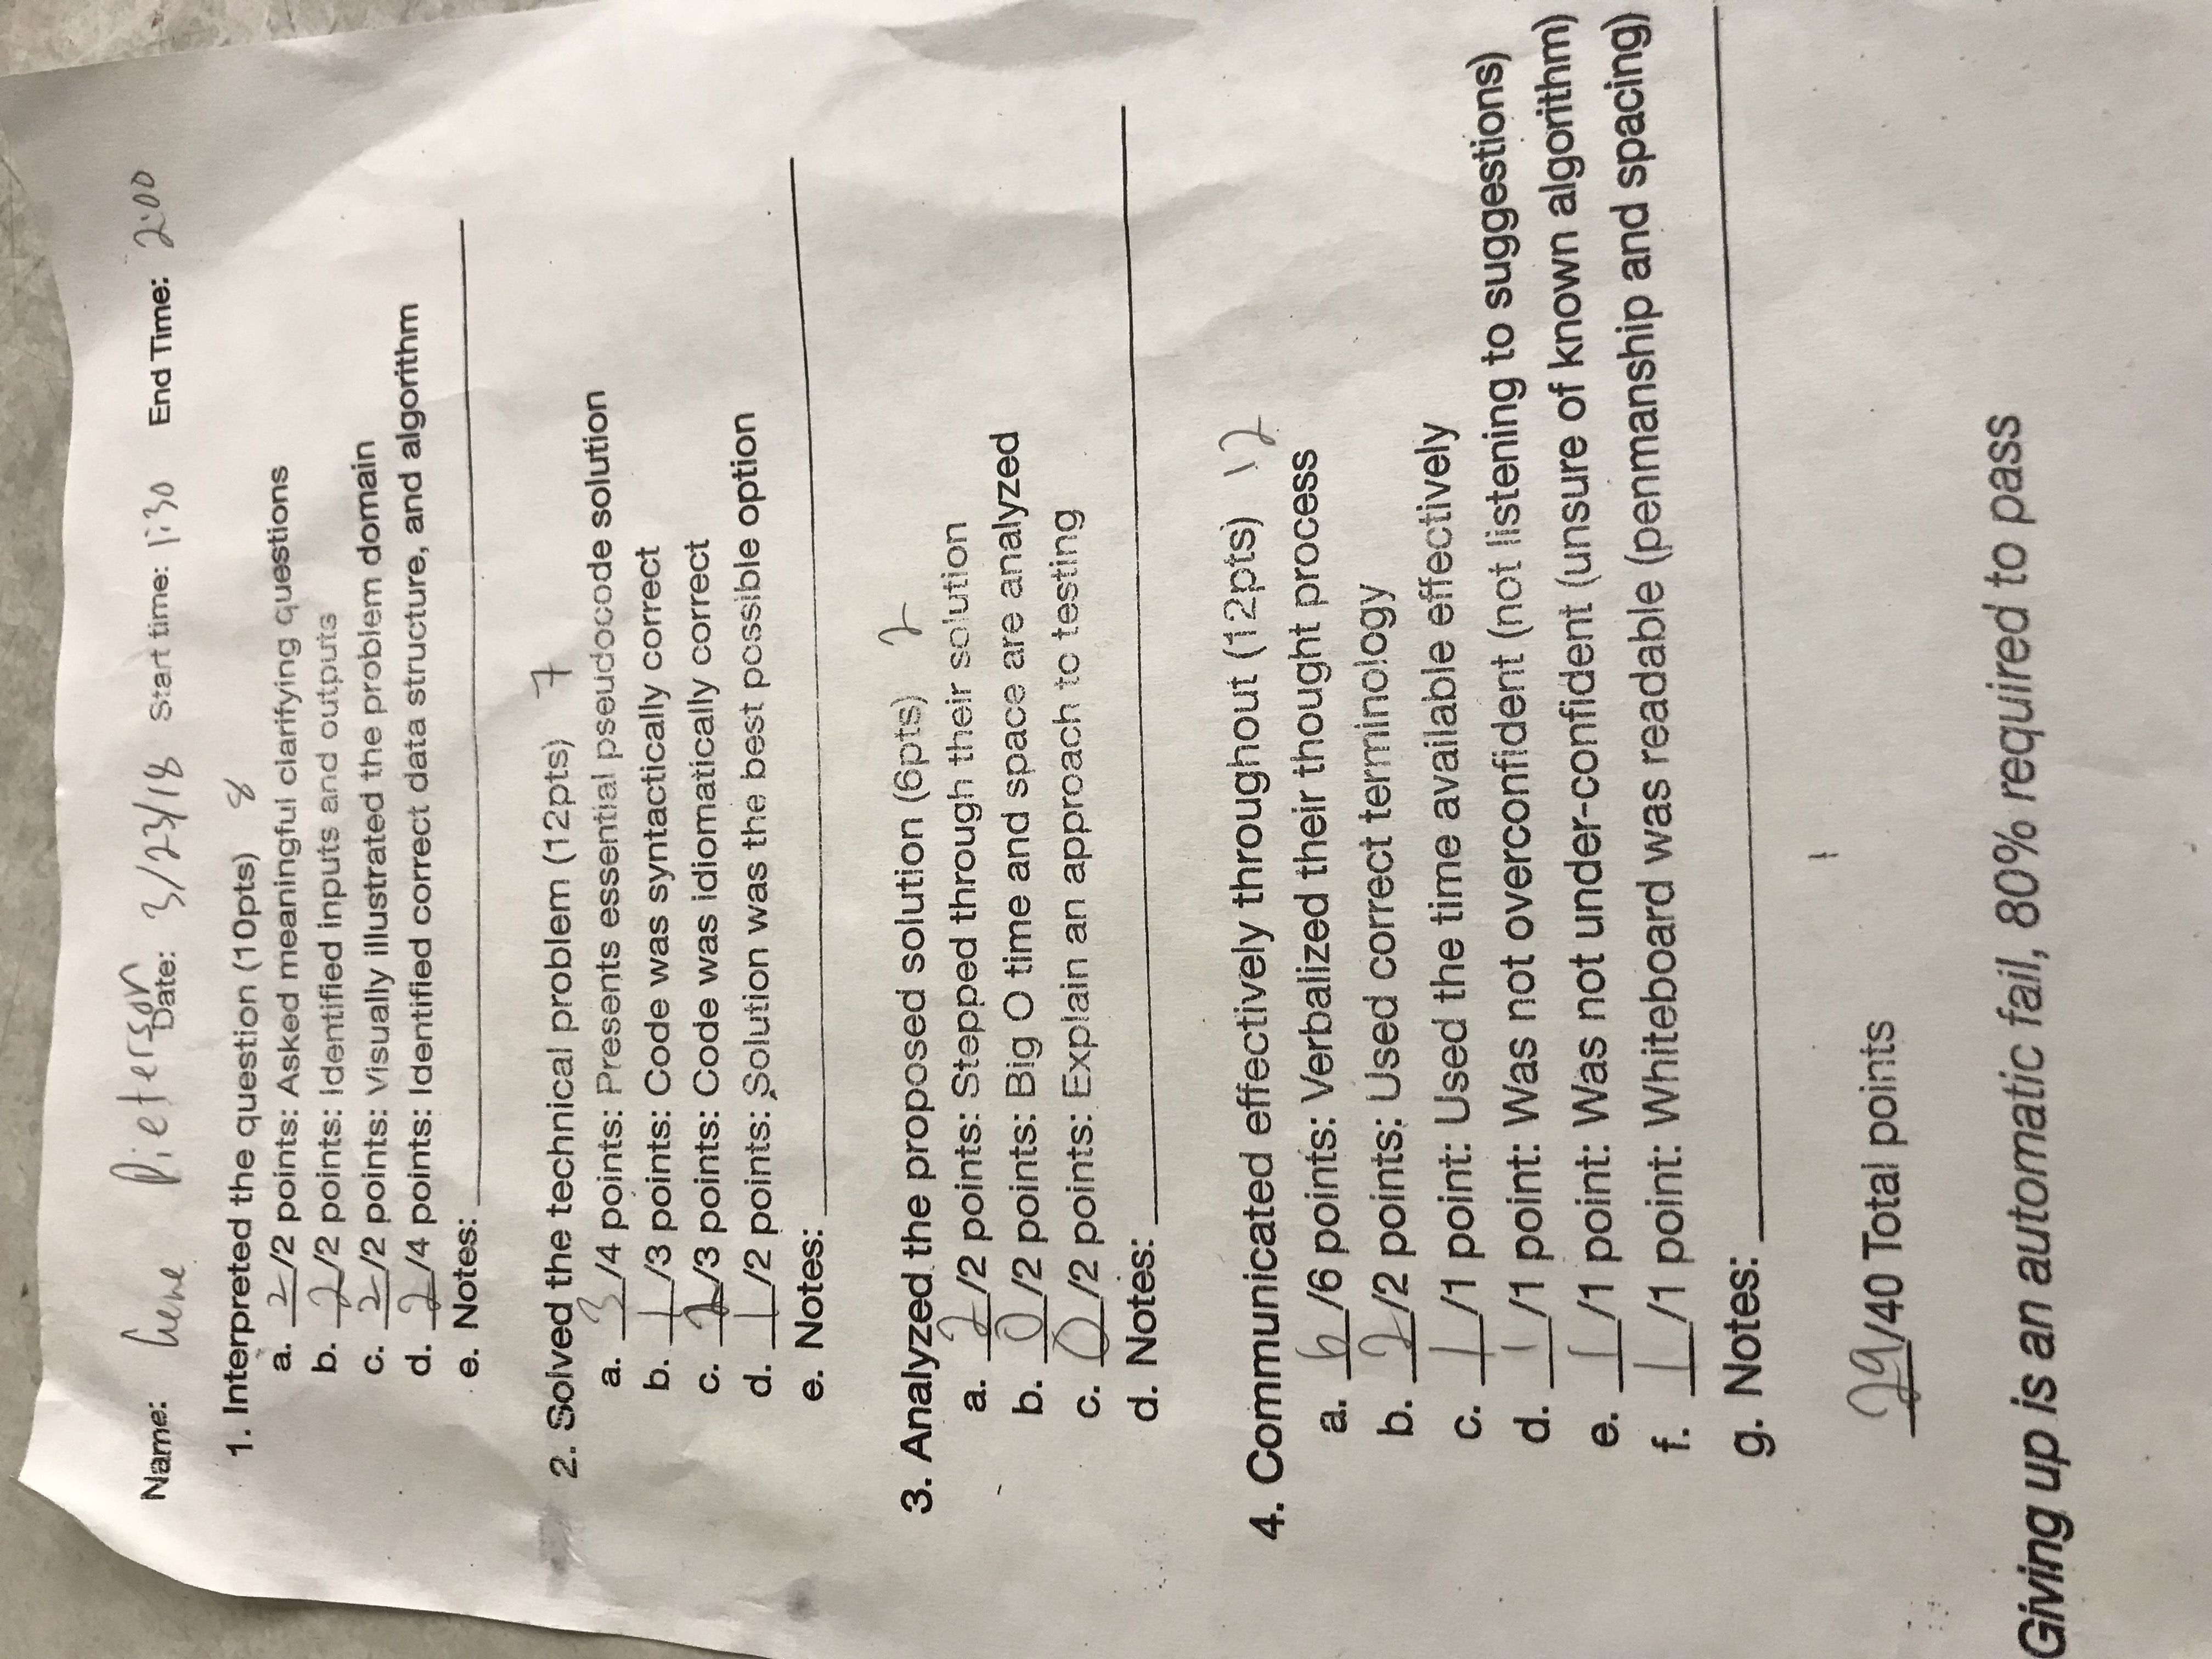 Name: Gene Pieterson Date: 3/23/18 Start time: 1:30 End Time: 2:00
1. Interpreted the question (10pts) 8
a. 2/2 points: Asked meaningful clarifying questions
b. 2/2 points: Identified inputs and outputs
c. 2/2 points: Visually illustrated the problem domain
d. 2/4 points: Identified correct data structure, and algorithm
e. Notes:
2. Solved the technical problem (12pts) 7
a. 3/4 points: Presents essential pseudocode solution
b. 1/3 points: Code was syntactically correct
c. 2/3 points: Code was idiomatically correct
d. 1/2 points: Solution was the best possible option
e. Notes:
3. Analyzed the proposed solution (6pts) 2
a. 2/2 points: Stepped through their solution
b. 0/2 points: Big O time and space are analyzed
c. 0/2 points: Explain an approach to testing
d. Notes:
4. Communicated effectively throughout (12pts) 12
a. 6/6 points: Verbalized their thought process
b. 2/2 points: Used correct terminology
c. 1/1 point: Used the time available effectively
d. 1/1 point: Was not overconfident (not listening to suggestions)
e. 1/1 point: Was not under-confident (unsure of known algorithm)
f. 1/1 point: Whiteboard was readable (penmanship and spacing)
g. Notes:
29/40 Total points
Giving up is an automatic fail, 80% required to pass